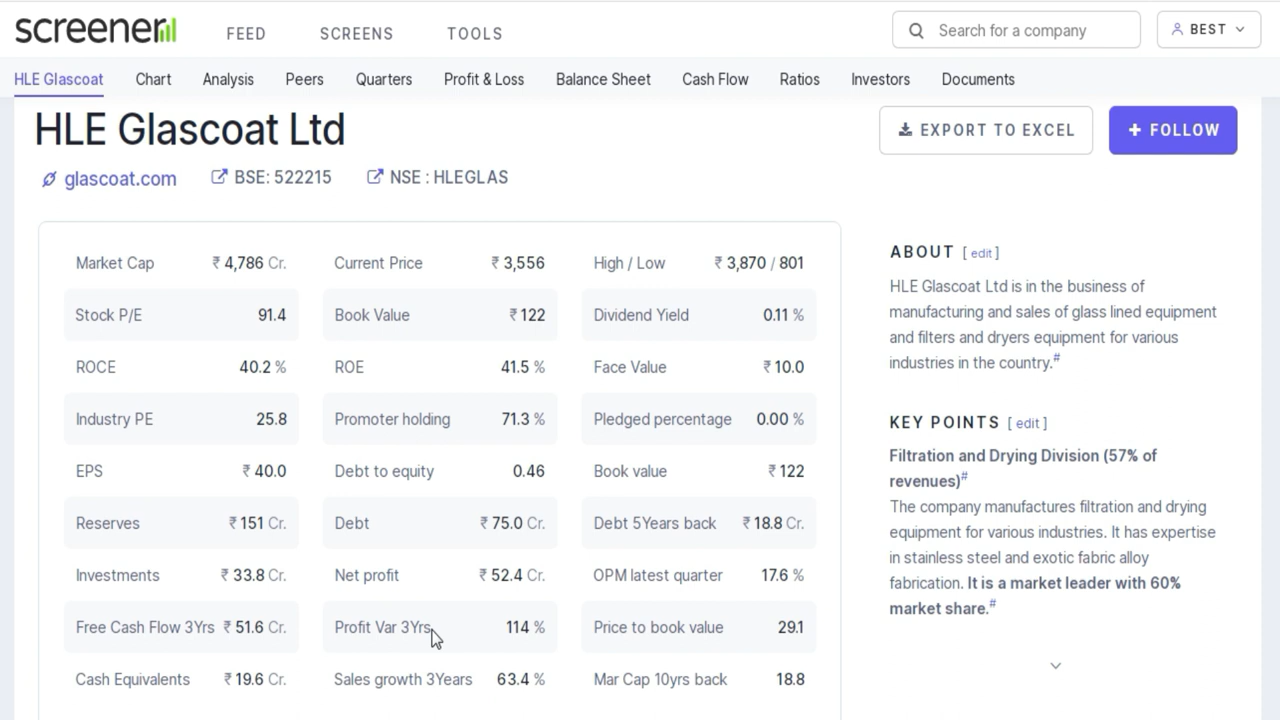 screener FEED SCREENS TOOLS Search for a company BEST
HLE Glascoat Chart Analysis Peers Quarters Profit & Loss Balance Sheet Cash Flow Ratios Investors Documents
HLE Glascoat Ltd
EXPORT TO EXCEL
+ FOLLOW
glascoat.com BSE: 522215 NSE : HLEGLAS
Market Cap ₹ 4,786 Cr. Current Price ₹ 3,556 High / Low ₹ 3,870 / 801
Stock P/E 91.4 Book Value ₹ 122 Dividend Yield 0.11 %
ROCE 40.2 % ROE 41.5 % Face Value ₹ 10.0
Industry PE 25.8 Promoter holding 71.3 % Pledged percentage 0.00 %
EPS ₹ 40.0 Debt to equity 0.46 Book value ₹ 122
Reserves ₹ 151 Cr. Debt ₹ 75.0 Cr. Debt 5Years back ₹ 18.8 Cr.
Investments ₹ 33.8 Cr. Net profit ₹ 52.4 Cr. OPM latest quarter 17.6 %
Free Cash Flow 3Yrs ₹ 51.6 Cr. Profit Var 3Yrs 114 % Price to book value 29.1
Cash Equivalents ₹ 19.6 Cr. Sales growth 3Years 63.4 % Mar Cap 10yrs back 18.8
ABOUT [ edit ]
HLE Glascoat Ltd is in the business of
manufacturing and sales of glass lined equipment
and filters and dryers equipment for various
industries in the country.#
KEY POINTS [ edit ]
Filtration and Drying Division (57% of
revenues)#
The company manufactures filtration and drying
equipment for various industries. It has expertise
in stainless steel and exotic fabric alloy
fabrication. It is a market leader with 60%
market share.#